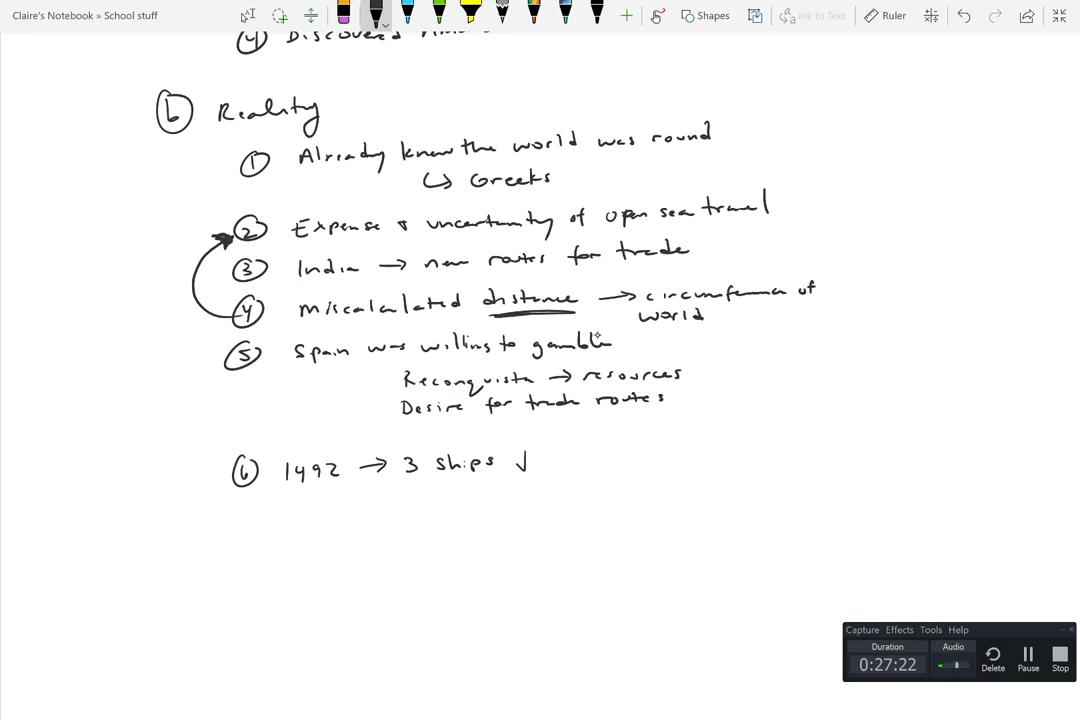 Claire's Notebook » School stuff
Shapes
Ink to Text
Ruler
4 Discovered
b Reality
1 Already knew the world was round
↳ Greeks
2 Expense & uncertainty of open sea travel
3 India → new routes for trade
4 Miscalculated distance → circumference of
world
5 Spain was willing to gamble
Reconquista → resources
Desire for trade routes
6 1492 → 3 ships ✓
Capture Effects Tools Help
Duration Audio
0:27:22
Delete Pause Stop